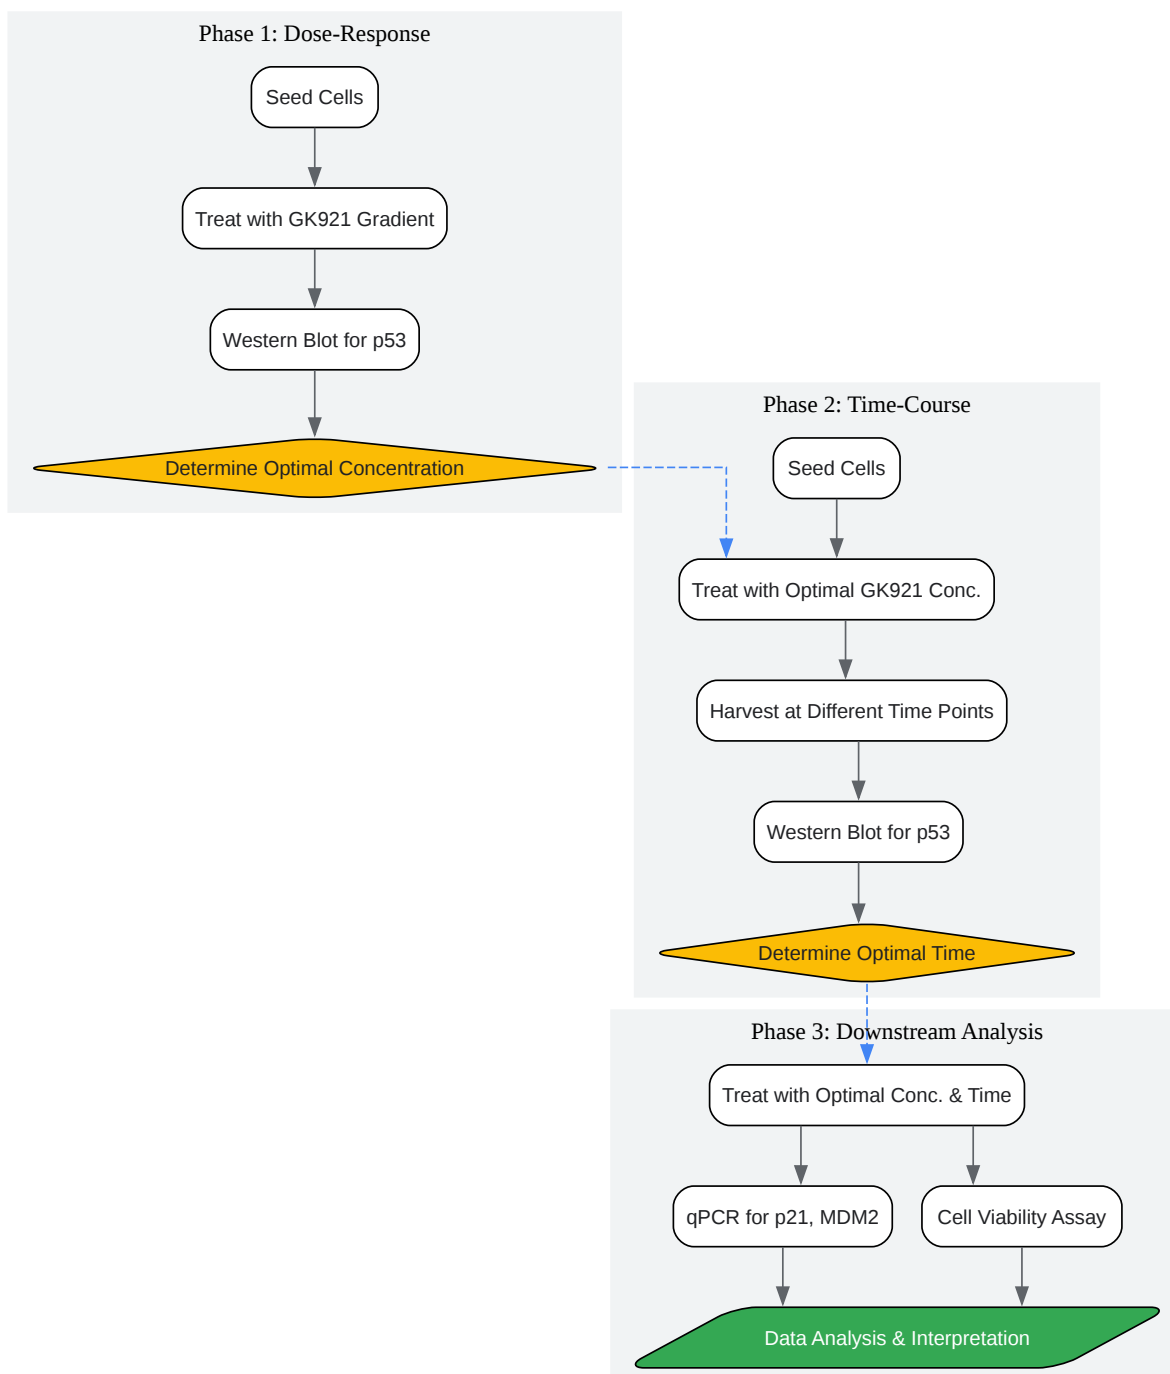 Phase 1: Dose-Response
Seed Cells
Treat with GK921 Gradient
Western Blot for p53
Determine Optimal Concentration
Phase 2: Time-Course
Seed Cells
Treat with Optimal GK921 Conc.
Harvest at Different Time Points
Western Blot for p53
Determine Optimal Time
Phase 3: Downstream Analysis
Treat with Optimal Conc. & Time
qPCR for p21, MDM2
Cell Viability Assay
Data Analysis & Interpretation